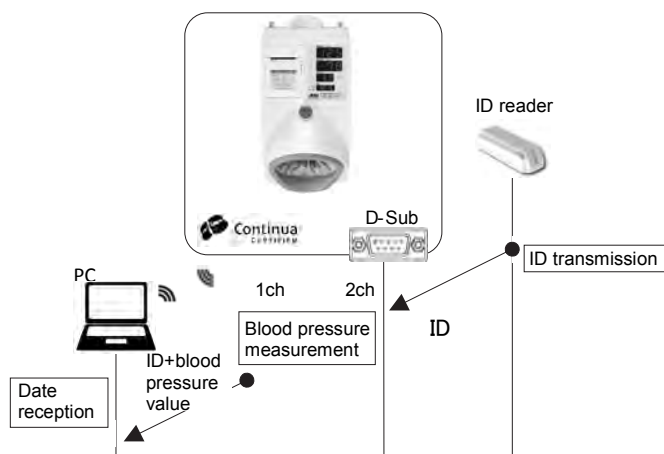 ID reader
D-Sub
Continua
CERTIFIED
ID transmission
PC
1ch
2ch
ID
Blood pressure
measurement
ID+blood
pressure
value
Date
reception